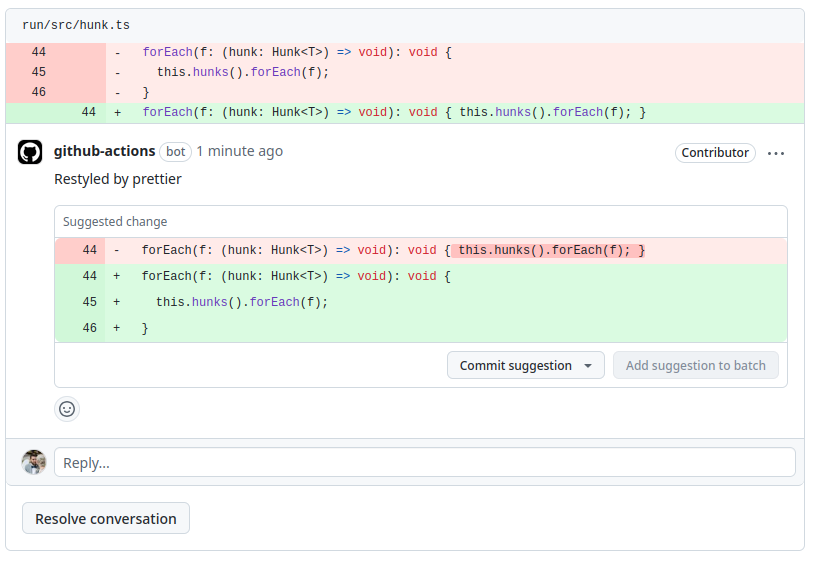 run/src/hunk.ts
44 - forEach(f: (hunk: Hunk<T>) => void): void {
45 - this.hunks().forEach(f);
46 - }
44 + forEach(f: (hunk: Hunk<T>) => void): void { this.hunks().forEach(f); }
github-actions bot 1 minute ago Contributor ...
Restyled by prettier
Suggested change
44 - forEach(f: (hunk: Hunk<T>) => void): void { this.hunks().forEach(f); }
44 + forEach(f: (hunk: Hunk<T>) => void): void {
45 + this.hunks().forEach(f);
46 + }
Commit suggestion Add suggestion to batch
Reply...
Resolve conversation